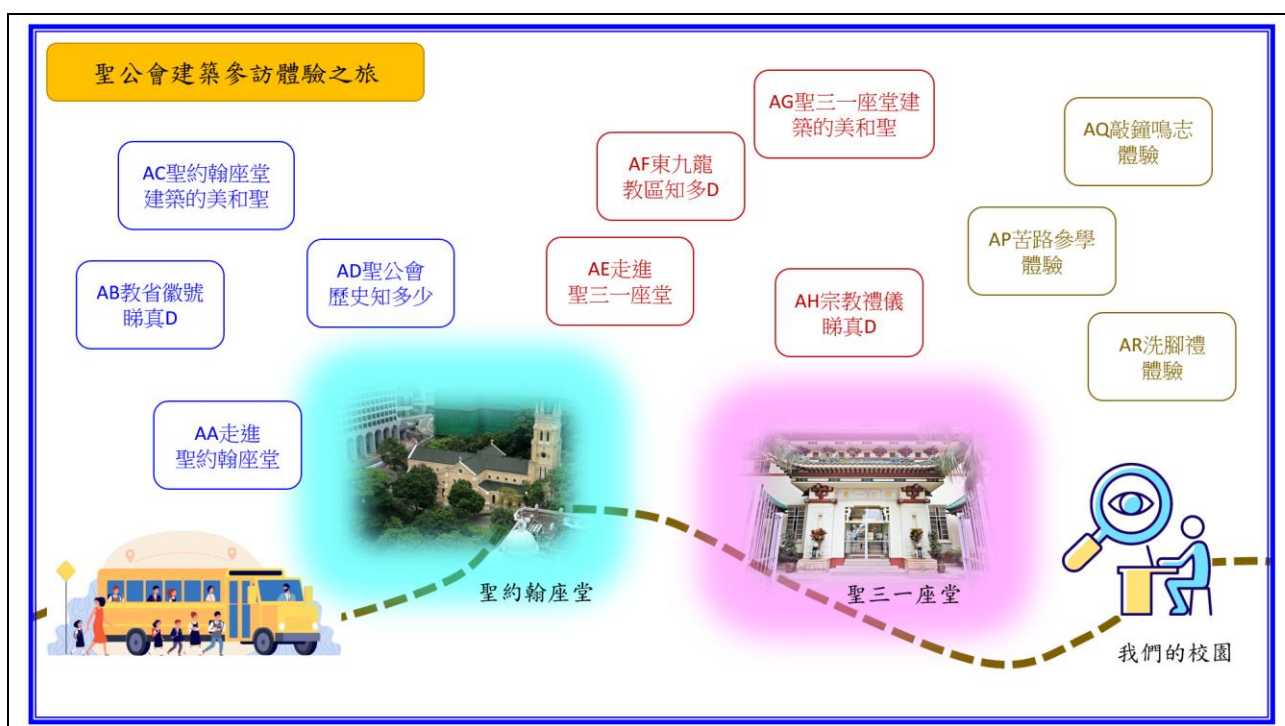 聖公會建築參訪體驗之旅
AC聖約翰座堂
建築的美和聖
AB教省徽號
睇真D
AD聖公會
歷史知多少
AA走進
聖約翰座堂
AG聖三一座堂建
築的美和聖
AF東九龍
教區知多D
AE走進
聖三一座堂
AH宗教禮儀
睇真D
AQ敲鐘鳴志
體驗
AP苦路參學
體驗
AR洗腳禮
體驗
聖約翰座堂
聖三一座堂
我們的校園